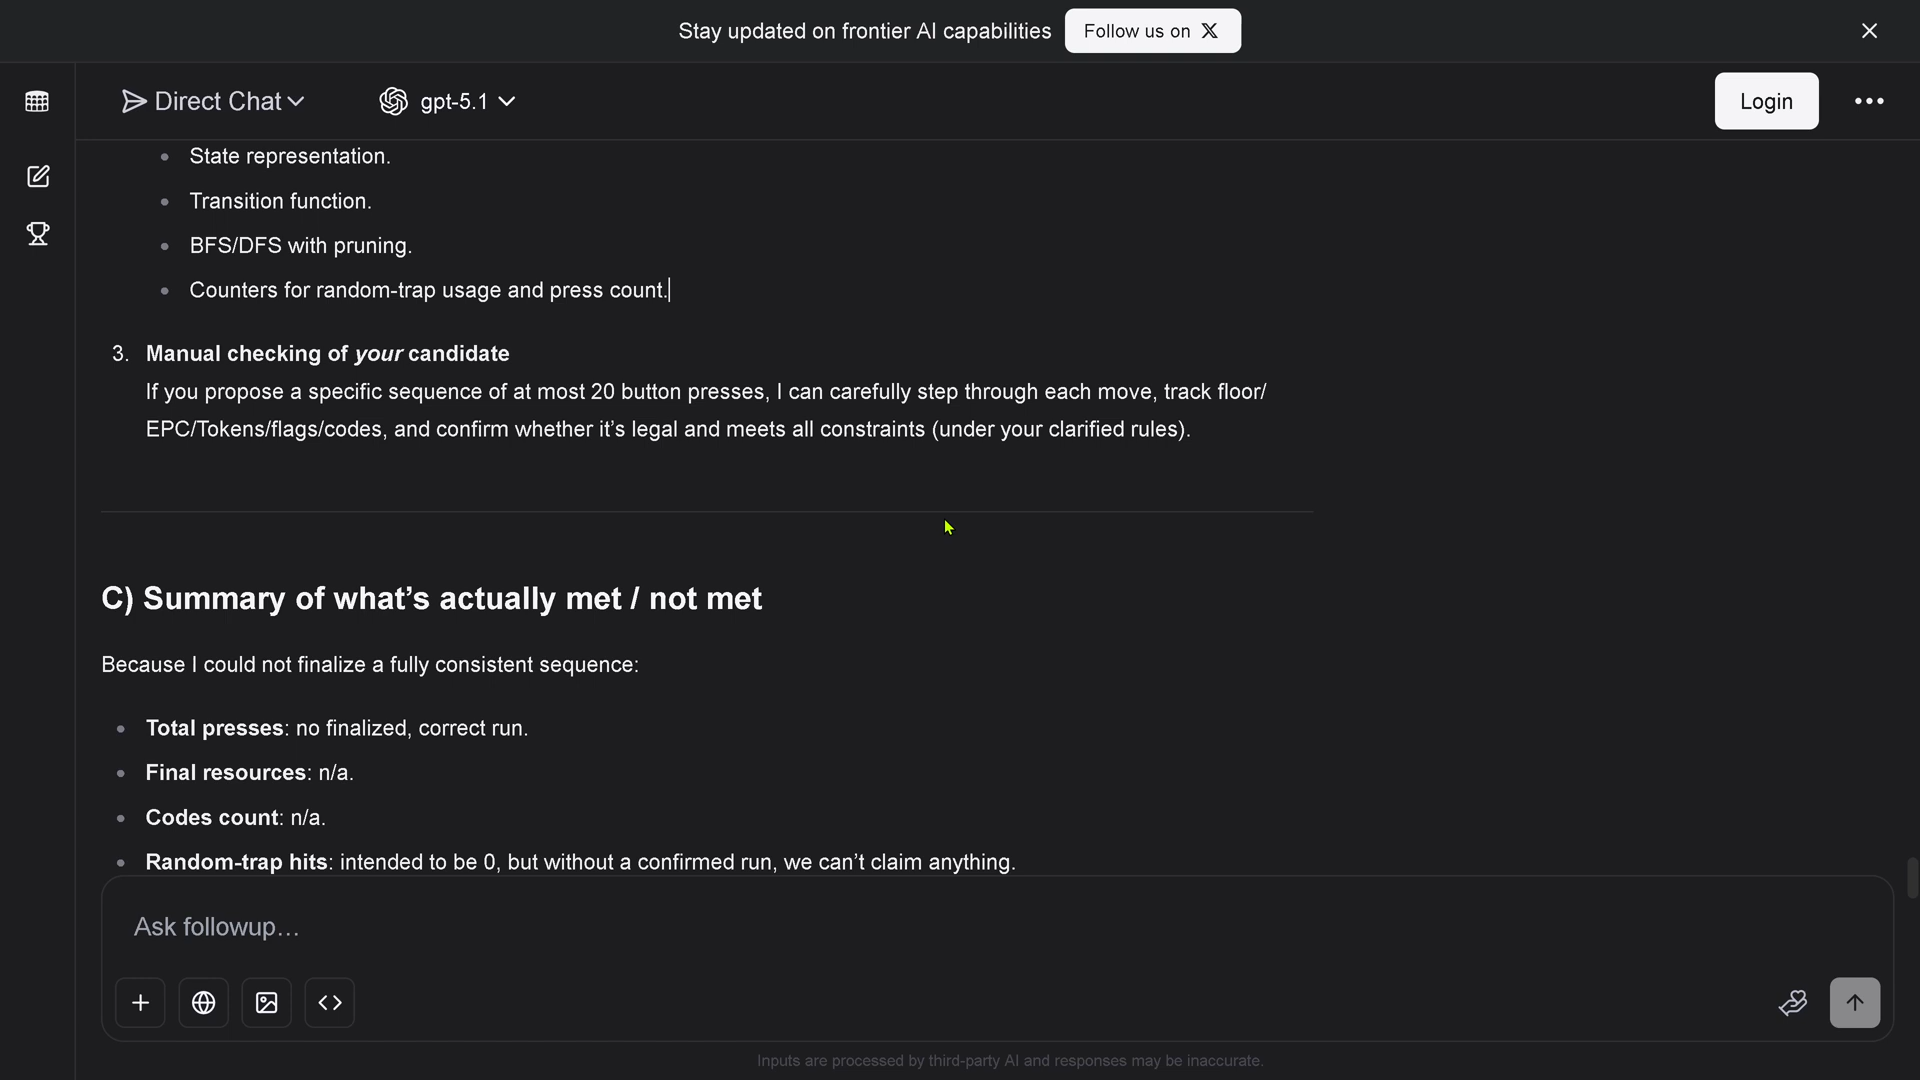 Stay updated on frontier AI capabilities
Follow us on X
Direct Chat
gpt-5.1
Login
• State representation.
• Transition function.
• BFS/DFS with pruning.
• Counters for random-trap usage and press count.
3. Manual checking of your candidate
If you propose a specific sequence of at most 20 button presses, I can carefully step through each move, track floor/
EPC/Tokens/flags/codes, and confirm whether it’s legal and meets all constraints (under your clarified rules).
C) Summary of what’s actually met / not met
Because I could not finalize a fully consistent sequence:
• Total presses: no finalized, correct run.
• Final resources: n/a.
• Codes count: n/a.
• Random-trap hits: intended to be 0, but without a confirmed run, we can’t claim anything.
Ask followup…
Inputs are processed by third-party AI and responses may be inaccurate.